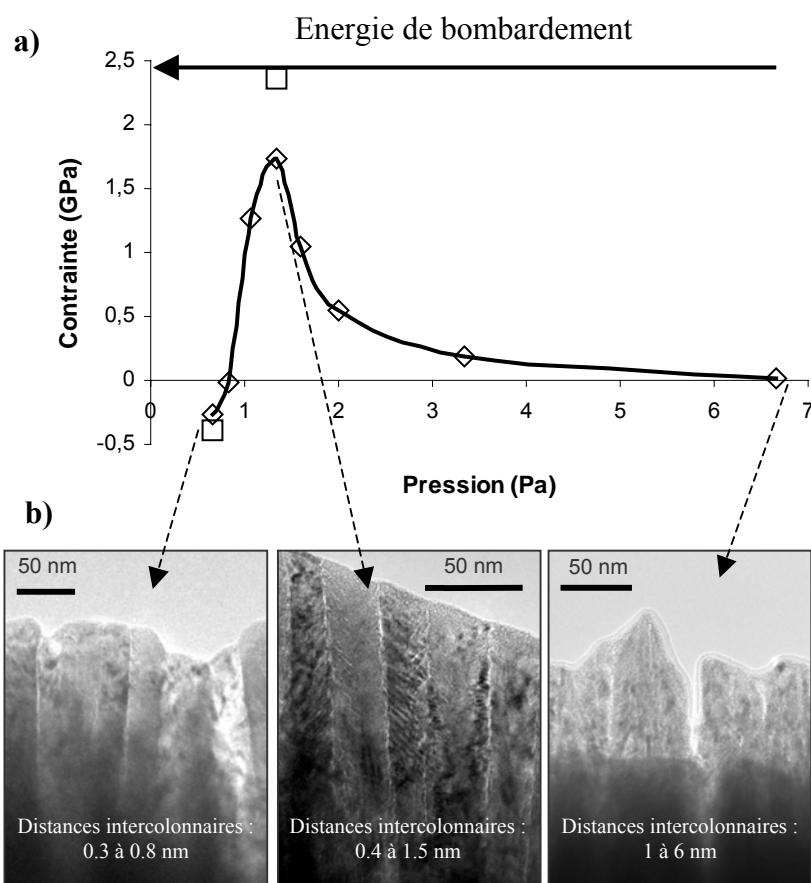 a)
Energie de bombardement
2,5
2
1,5
1
0,5
0
-0,5
0 1 2 3 4 5 6 7
Contrainte (GPa)
Pression (Pa)
b)
50 nm
Distances intercolonnaires :
0.3 à 0.8 nm
50 nm
Distances intercolonnaires :
0.4 à 1.5 nm
50 nm
Distances intercolonnaires :
1 à 6 nm